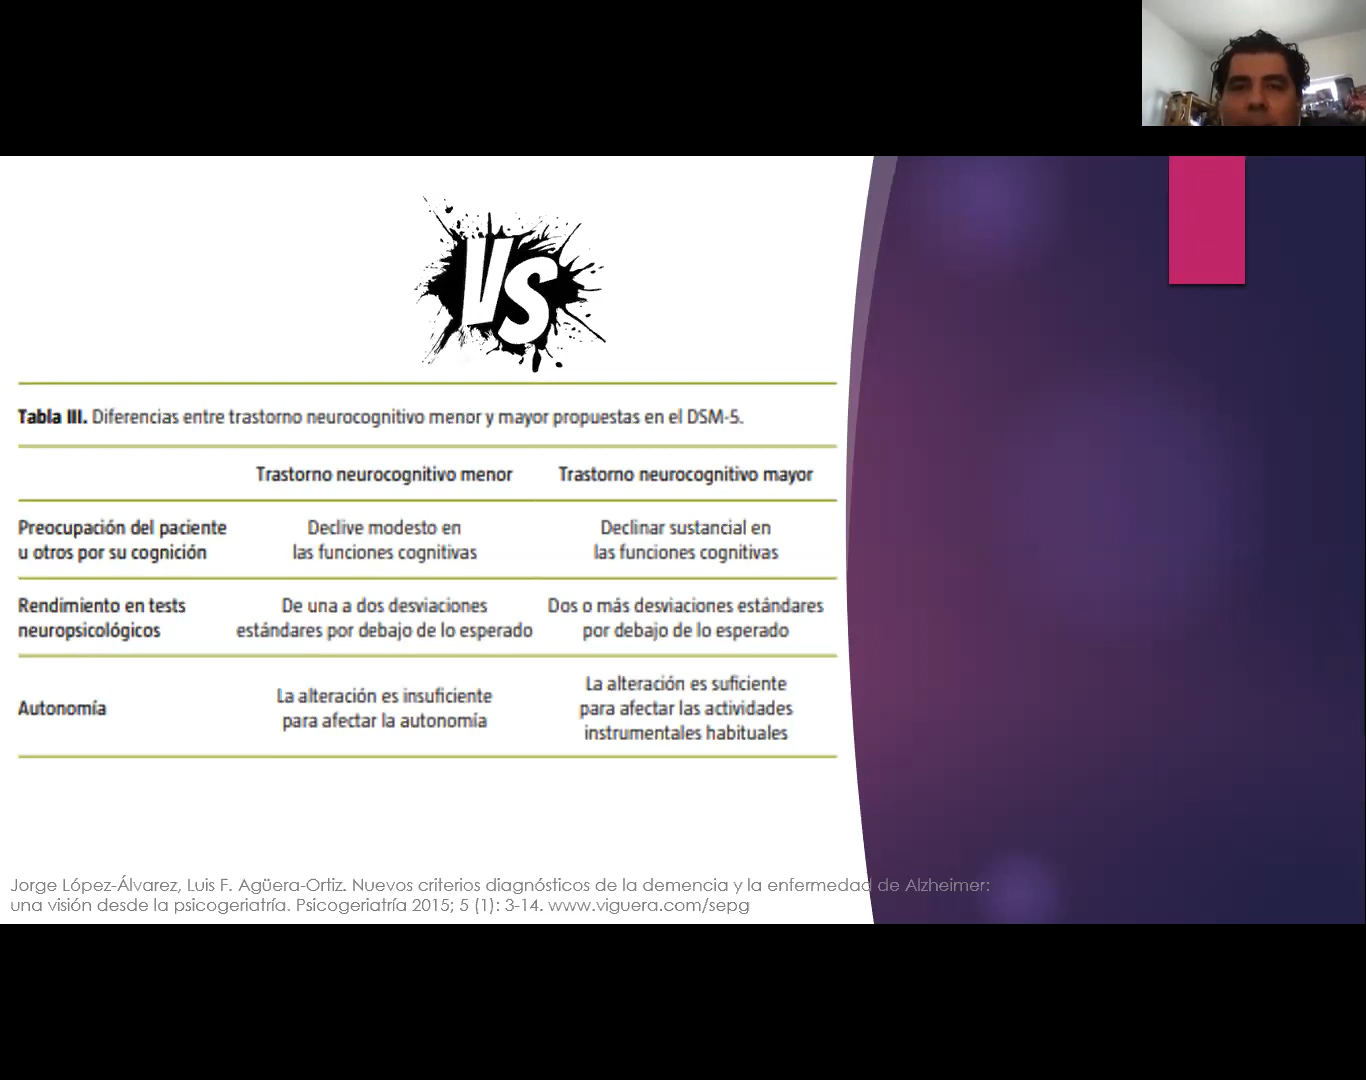 VS
Tabla III. Diferencias entre trastorno neurocognitivo menor y mayor propuestas en el DSM-5.
Trastorno neurocognitivo menor Trastorno neurocognitivo mayor
Preocupación del paciente
u otros por su cognición
Declive modesto en
las funciones cognitivas
Declinar sustancial en
las funciones cognitivas
Rendimiento en tests
neuropsicológicos
De una a dos desviaciones
estándares por debajo de lo esperado
Dos o más desviaciones estándares
por debajo de lo esperado
Autonomía
La alteración es insuficiente
para afectar la autonomía
La alteración es suficiente
para afectar las actividades
instrumentales habituales
Jorge López-Álvarez, Luis F. Agüera-Ortiz. Nuevos criterios diagnósticos de la demencia y la enfermedad de Alzheimer:
una visión desde la psicogeriatría. Psicogeriatría 2015; 5 (1): 3-14. www.viguera.com/sepg